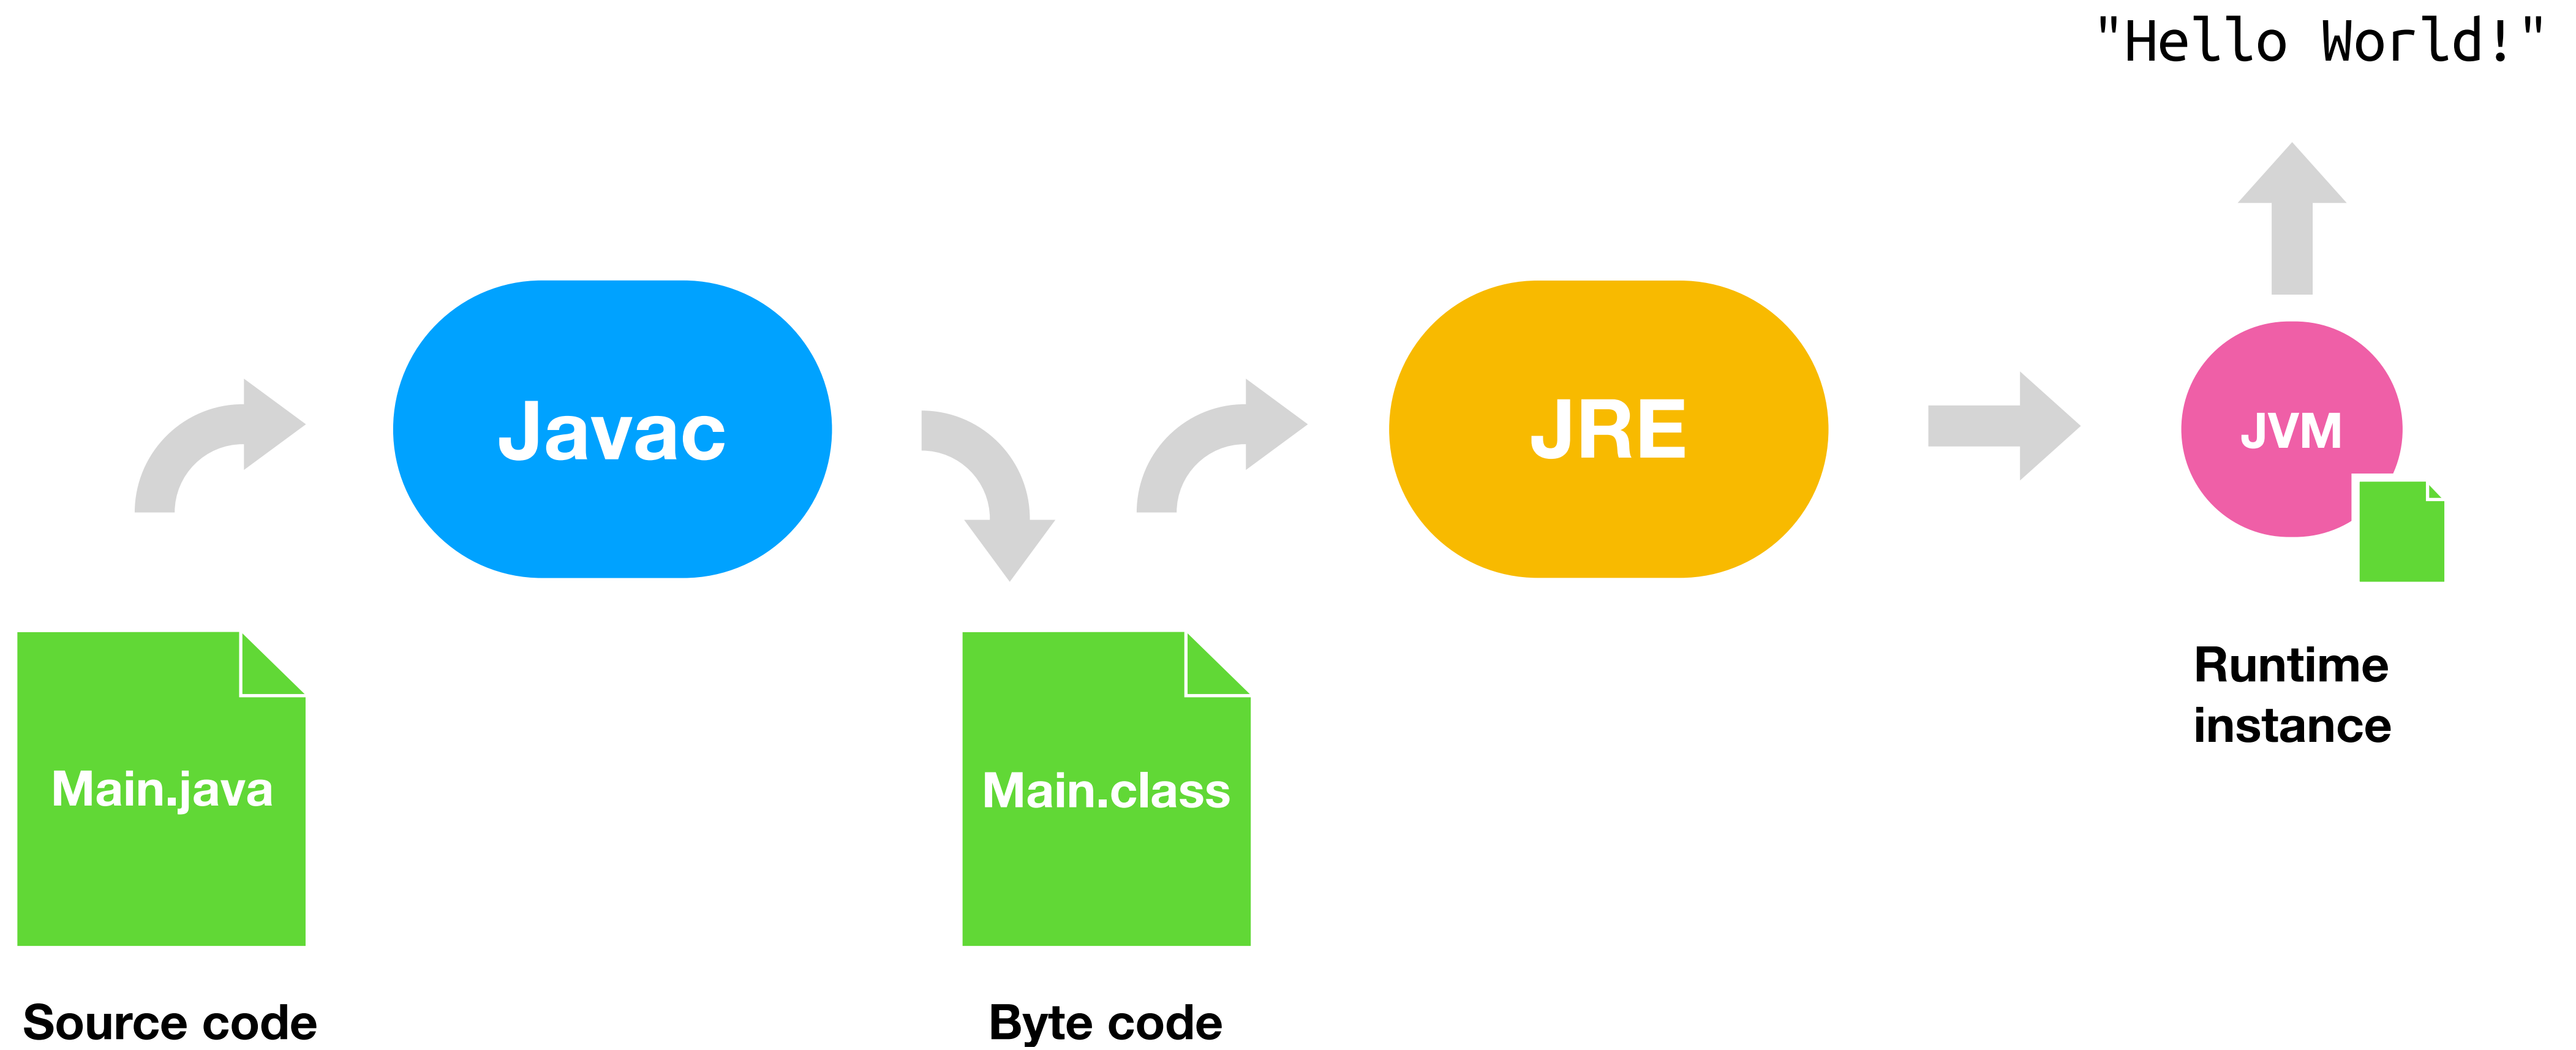 "Hello World!"
Javac
JRE
JVM
Runtime
instance
Main.java
Main.class
Source code
Byte code